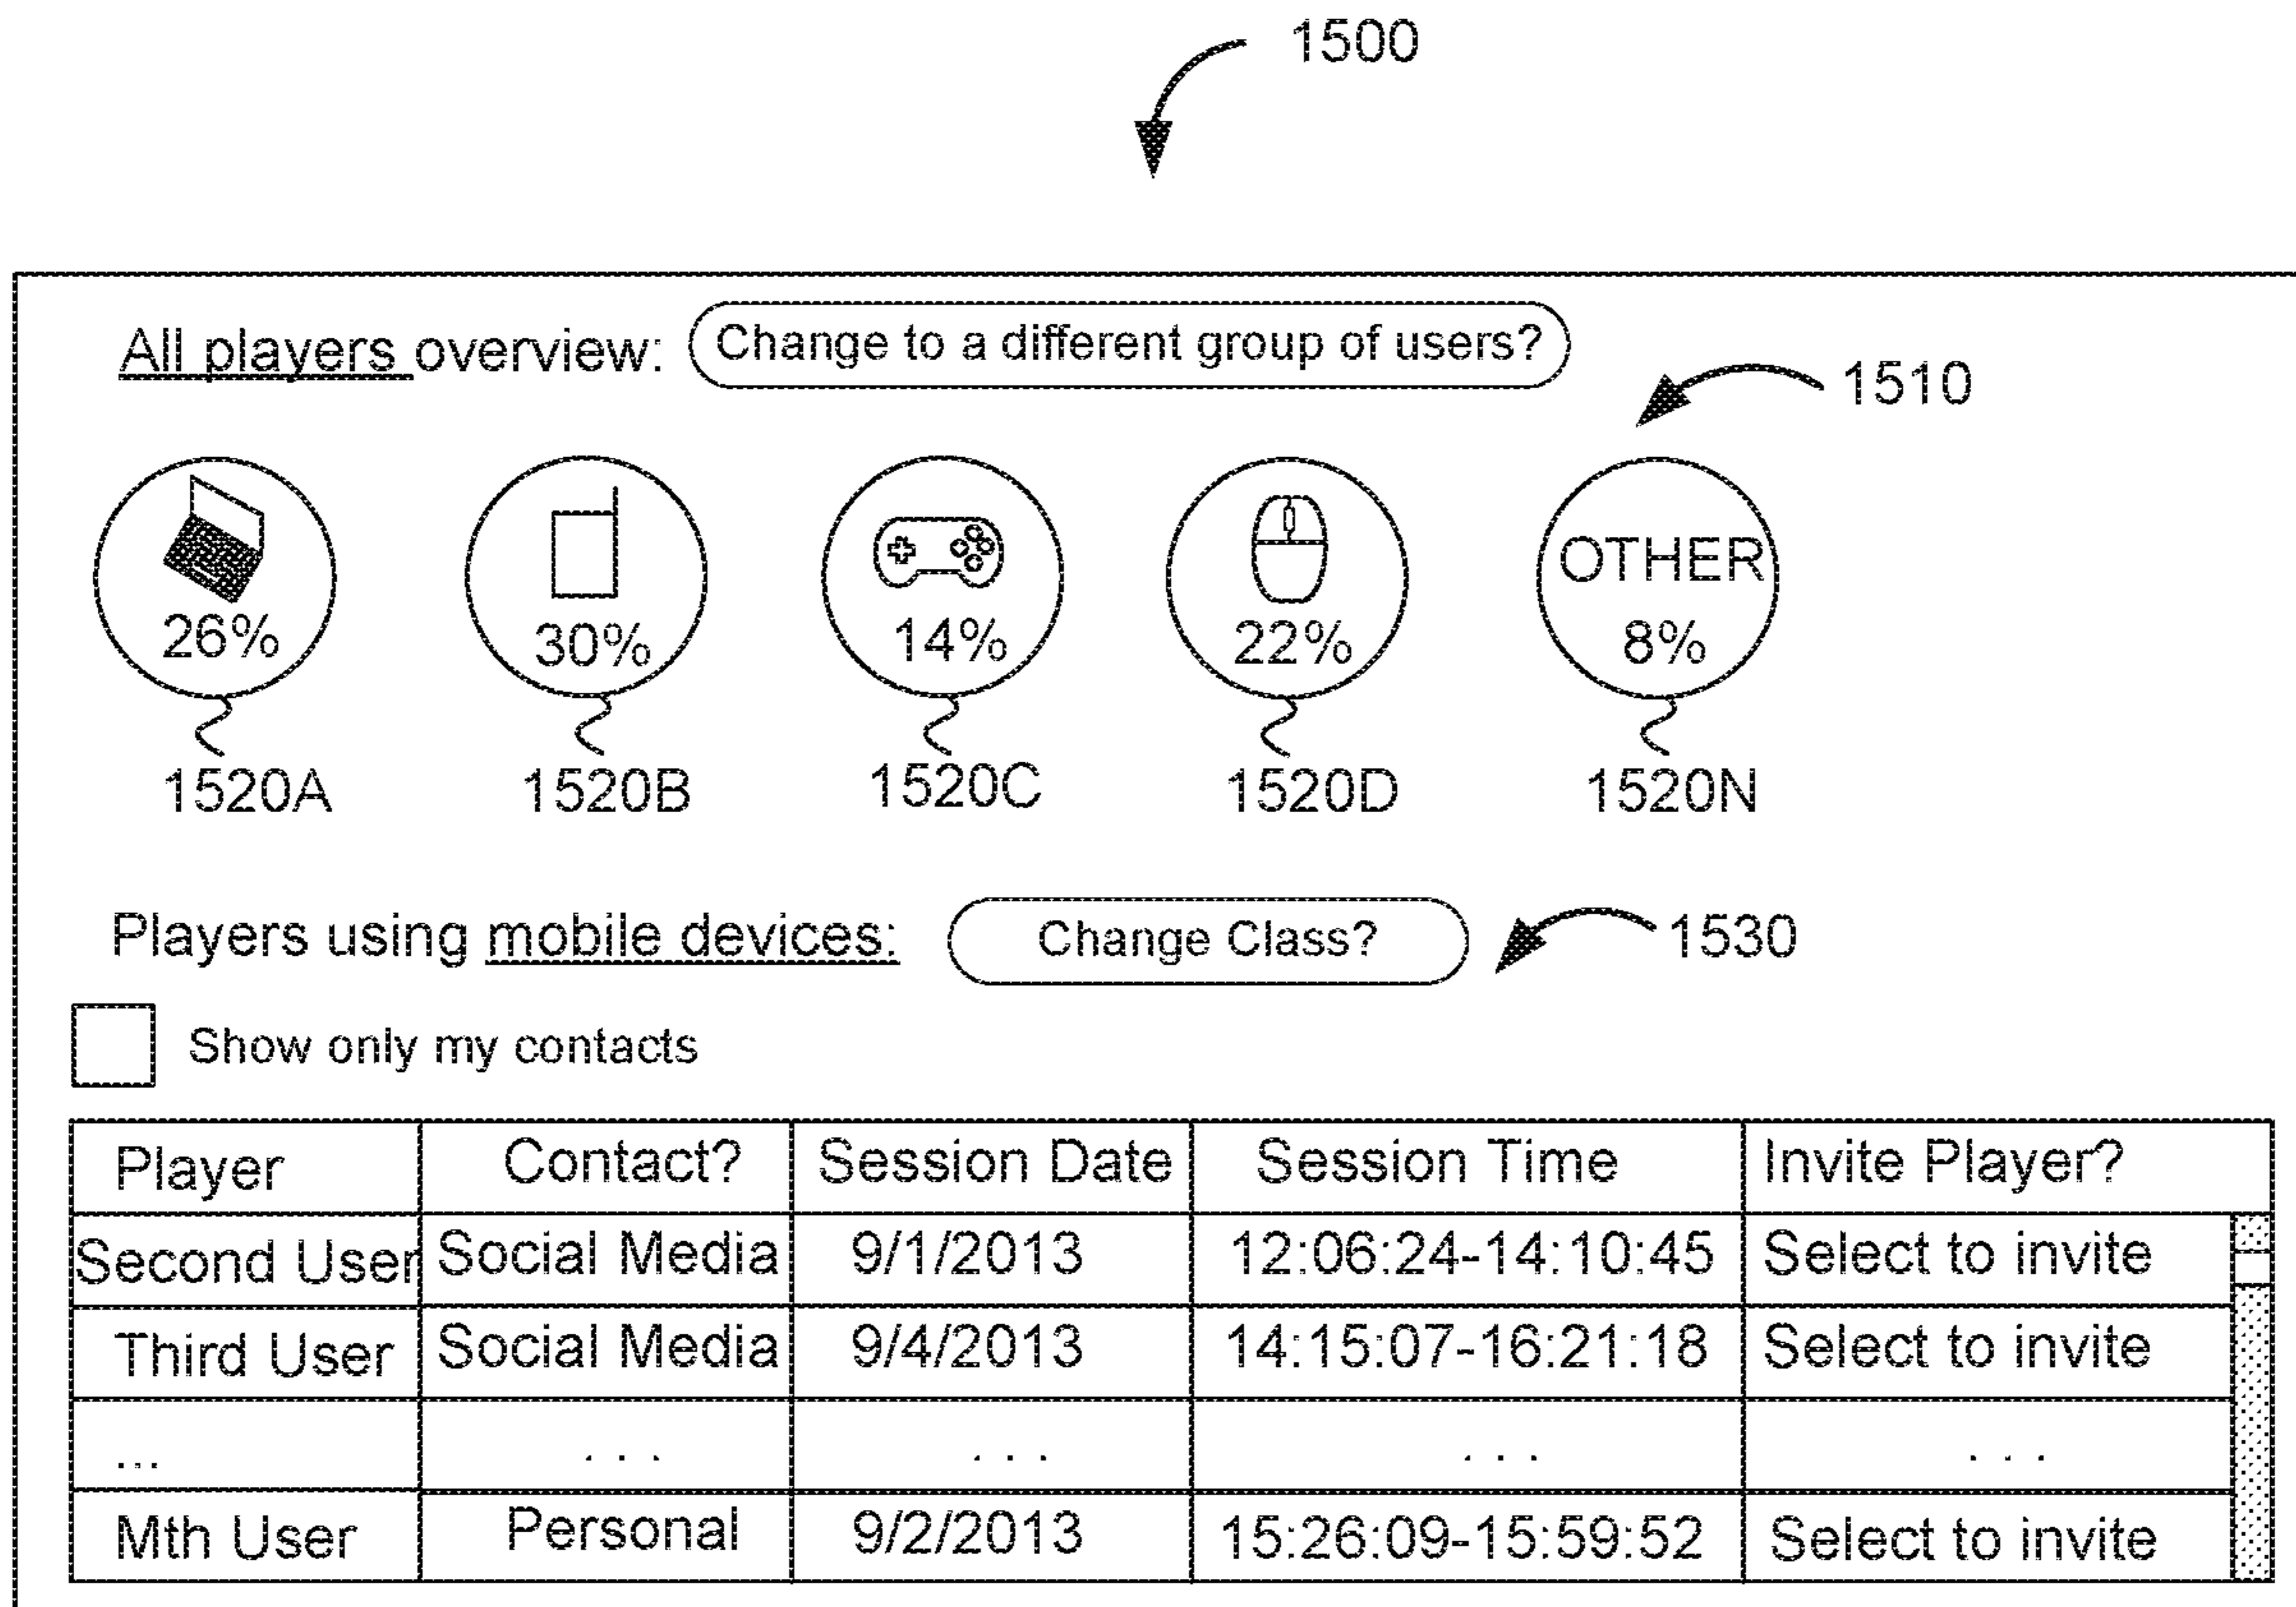 1500
All players overview: Change to a different group of users?
1510
26% 30% 14% 22% OTHER 8%
1520A 1520B 1520C 1520D 1520N
Players using mobile devices: Change Class? 1530
Show only my contacts
Player Contact? Session Date Session Time Invite Player?
Second User Social Media 9/1/2013 12:06:24-14:10:45 Select to invite
Third User Social Media 9/4/2013 14:15:07-16:21:18 Select to invite
... . . . . . . . . . . . .
Mth User Personal 9/2/2013 15:26:09-15:59:52 Select to invite